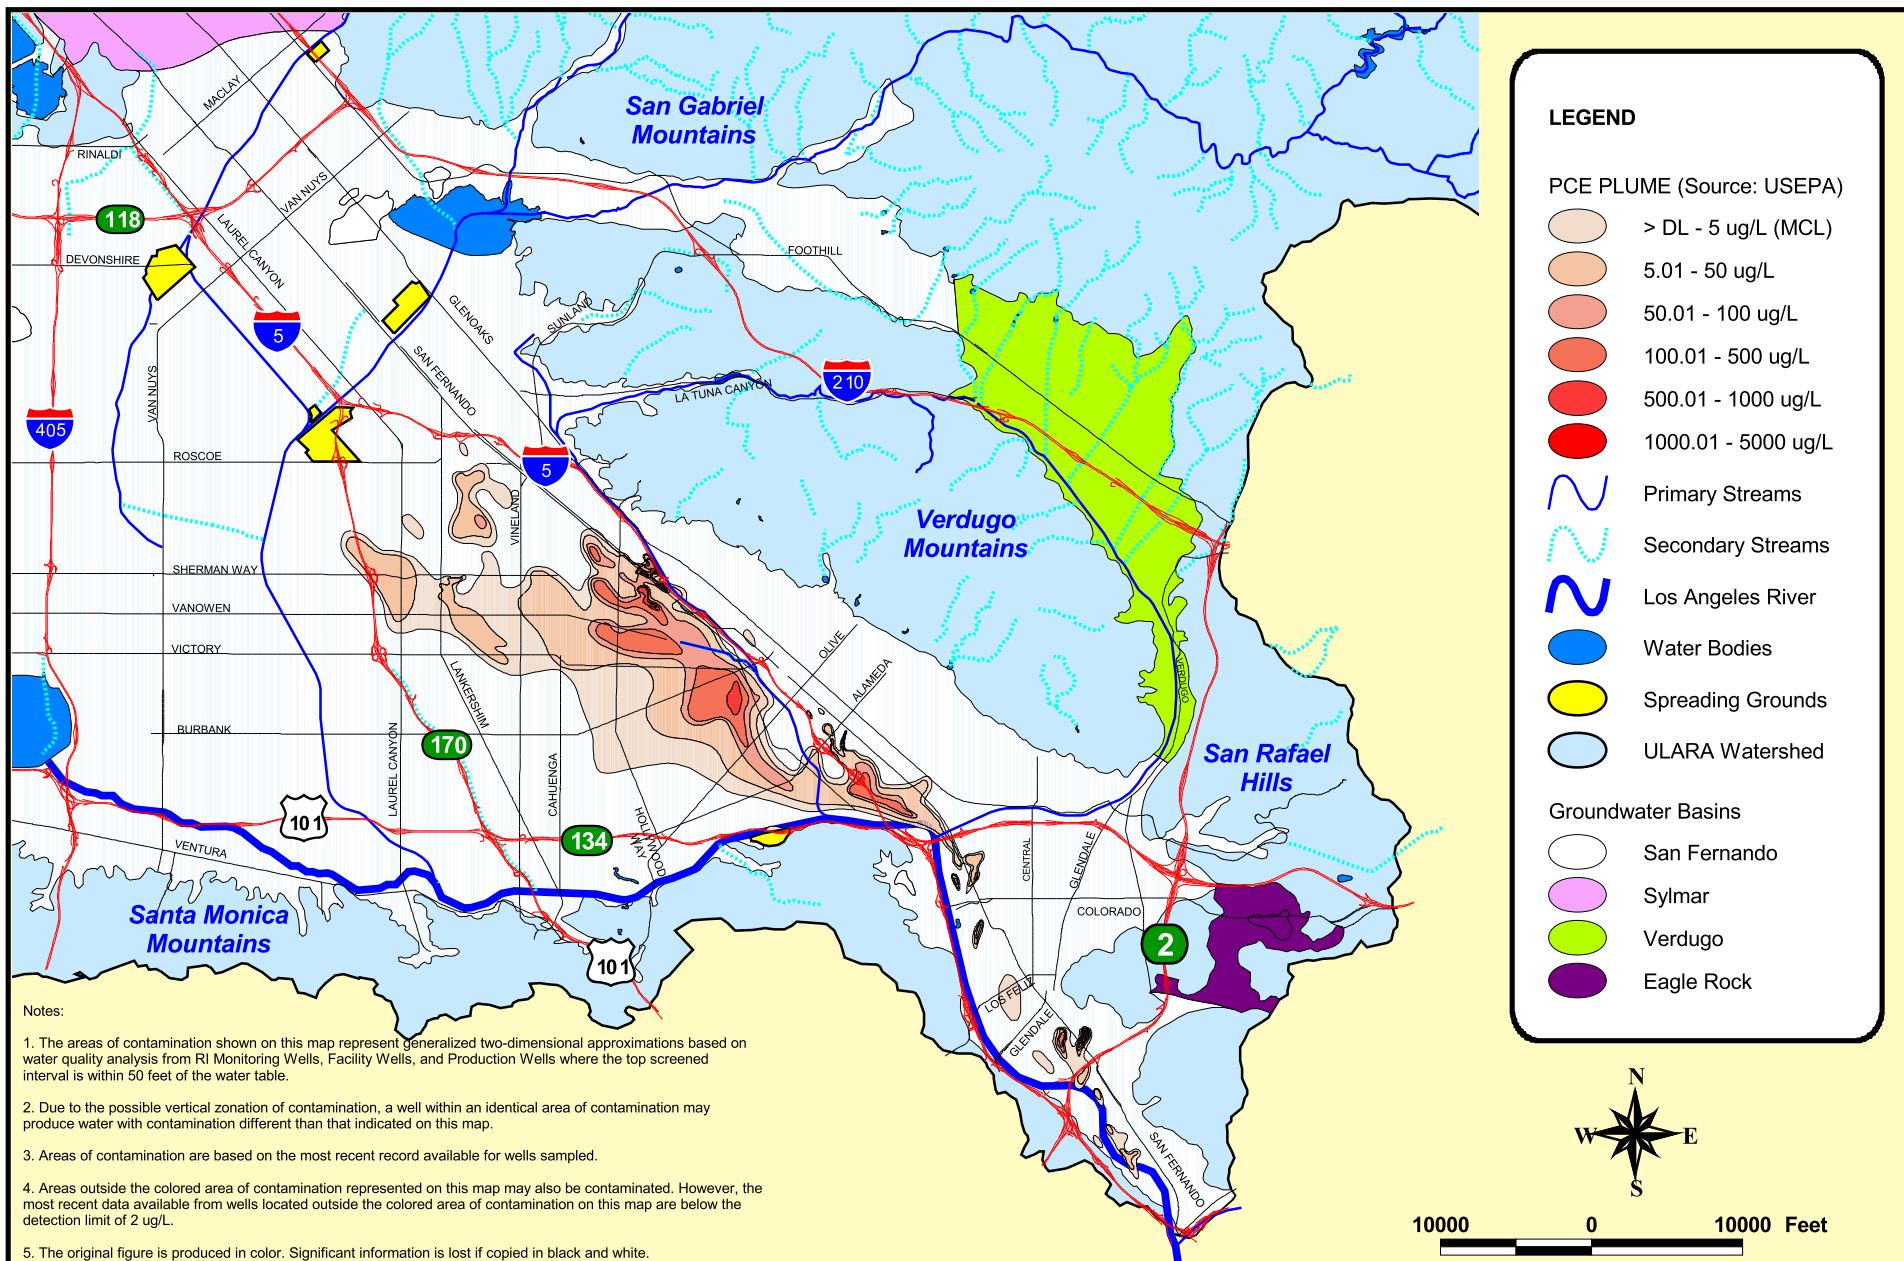 San Gabriel
Mountains
MACLAY
RINALDI
VAN NUYS
118
LAUREL CANYON
DEVONSHIRE
FOOTHILL
GLENOAKS
SUNLAND
5
SAN FERNANDO
VAN NUYS
LA TUNA CANYON
210
405
ROSCOE
5
VINELAND
Verdugo
Mountains
SHERMAN WAY
VANOWEN
VICTORY
OLIVE
ALAMEDA
VERDUGO
LANKERSHIM
BURBANK
170
LAUREL CANYON
CAHUENGA
San Rafael
Hills
101
134
HOLLYWOOD
WAY
VENTURA
CENTRAL
GLENDALE
COLORADO
2
Santa Monica
Mountains
101
LOS FELIZ
GLENDALE
SAN FERNANDO
Notes:
1. The areas of contamination shown on this map represent generalized two-dimensional approximations based on
water quality analysis from RI Monitoring Wells, Facility Wells, and Production Wells where the top screened
interval is within 50 feet of the water table.
2. Due to the possible vertical zonation of contamination, a well within an identical area of contamination may
produce water with contamination different than that indicated on this map.
3. Areas of contamination are based on the most recent record available for wells sampled.
4. Areas outside the colored area of contamination represented on this map may also be contaminated. However, the
most recent data available from wells located outside the colored area of contamination on this map are below the
detection limit of 2 ug/L.
5. The original figure is produced in color. Significant information is lost if copied in black and white.
LEGEND
PCE PLUME (Source: USEPA)
> DL - 5 ug/L (MCL)
5.01 - 50 ug/L
50.01 - 100 ug/L
100.01 - 500 ug/L
500.01 - 1000 ug/L
1000.01 - 5000 ug/L
Primary Streams
Secondary Streams
Los Angeles River
Water Bodies
Spreading Grounds
ULARA Watershed
Groundwater Basins
San Fernando
Sylmar
Verdugo
Eagle Rock
N
W E
S
10000 0 10000 Feet